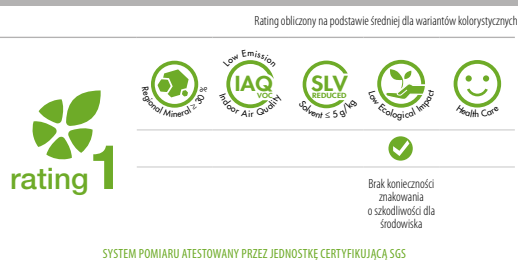 Rating obliczony na podstawie średniej dla wariantów kolorystycznych
Regional Mineral ≥ 30 %
Low Emission
IAQ
VOC
Indoor Air Quality
SLV
REDUCED
Solvent ≤ 5 g/kg
Low Ecological Impact
Health Care
rating 1
Brak konieczności
znakowania
o szkodliwości dla
środowiska
SYSTEM POMIARU ATESTOWANY PRZEZ JEDNOSTKĘ CERTYFIKUJĄCĄ SGS